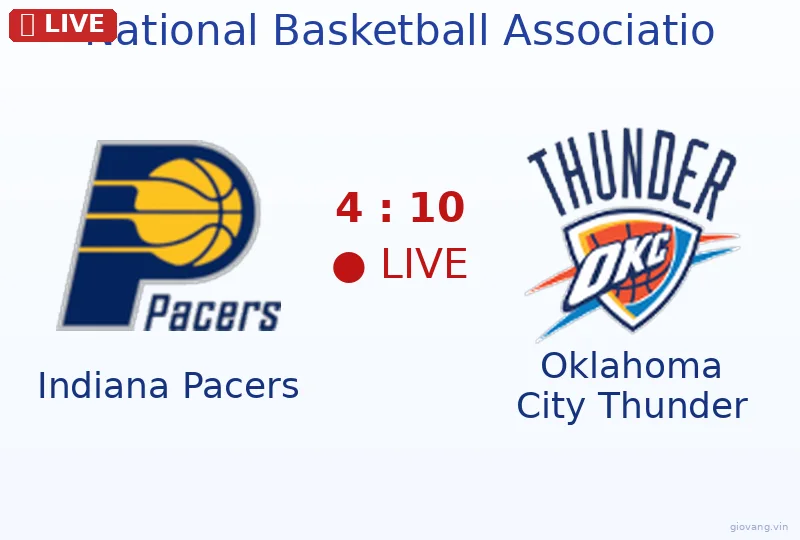 LIVE
National Basketball Associatio
THUNDER
OKC
Pacers
4 : 10
● LIVE
Indiana Pacers
Oklahoma
City Thunder
giovang.vin